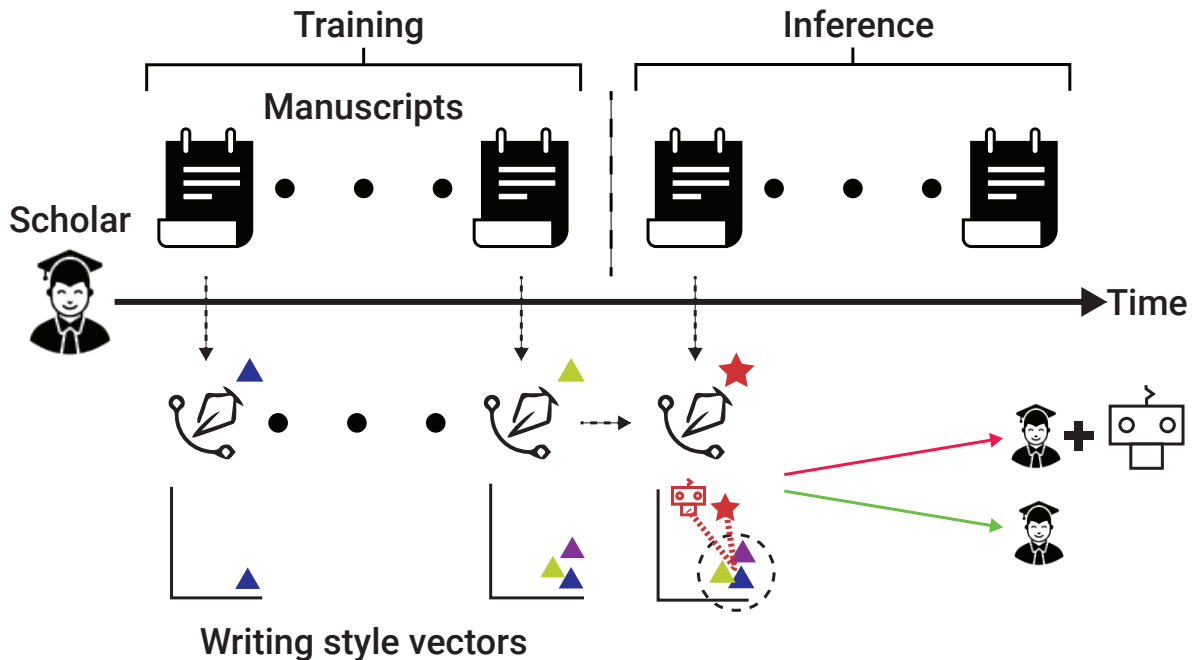 Training
Inference
Manuscripts
Scholar
Time
Writing style vectors